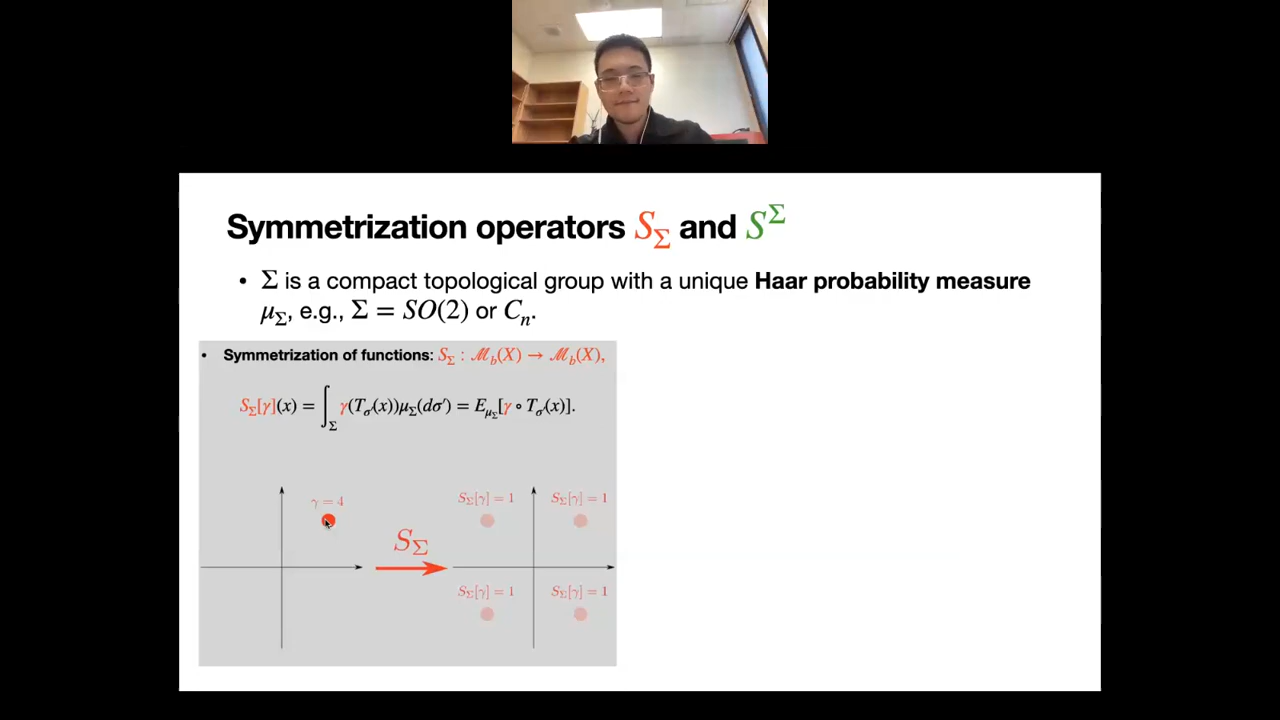 Symmetrization operators S_Σ and S^Σ
• Σ is a compact topological group with a unique Haar probability measure
μ_Σ, e.g., Σ = SO(2) or C_n.
• Symmetrization of functions: S_Σ : ℳ_b(X) → ℳ_b(X),
S_Σ[γ](x) = ∫_Σ γ(T_σ′(x))μ_Σ(dσ′) = E_{μ_Σ}[γ ∘ T_σ′(x)].
γ = 4
S_Σ[γ] = 1
S_Σ[γ] = 1
S_Σ
S_Σ[γ] = 1
S_Σ[γ] = 1